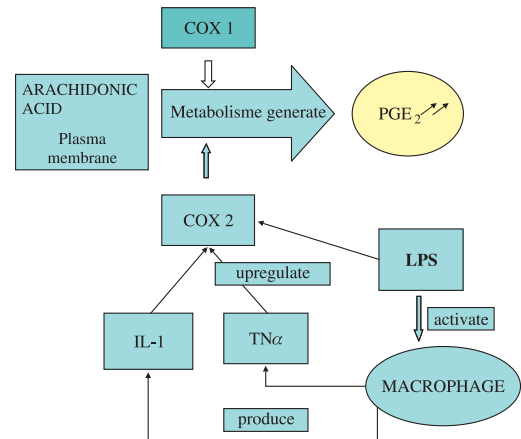 COX 1
ARACHIDONIC
ACID
Plasma
membrane
Metabolisme generate
PGE₂
COX 2
LPS
upregulate
activate
IL-1
TNα
MACROPHAGE
produce